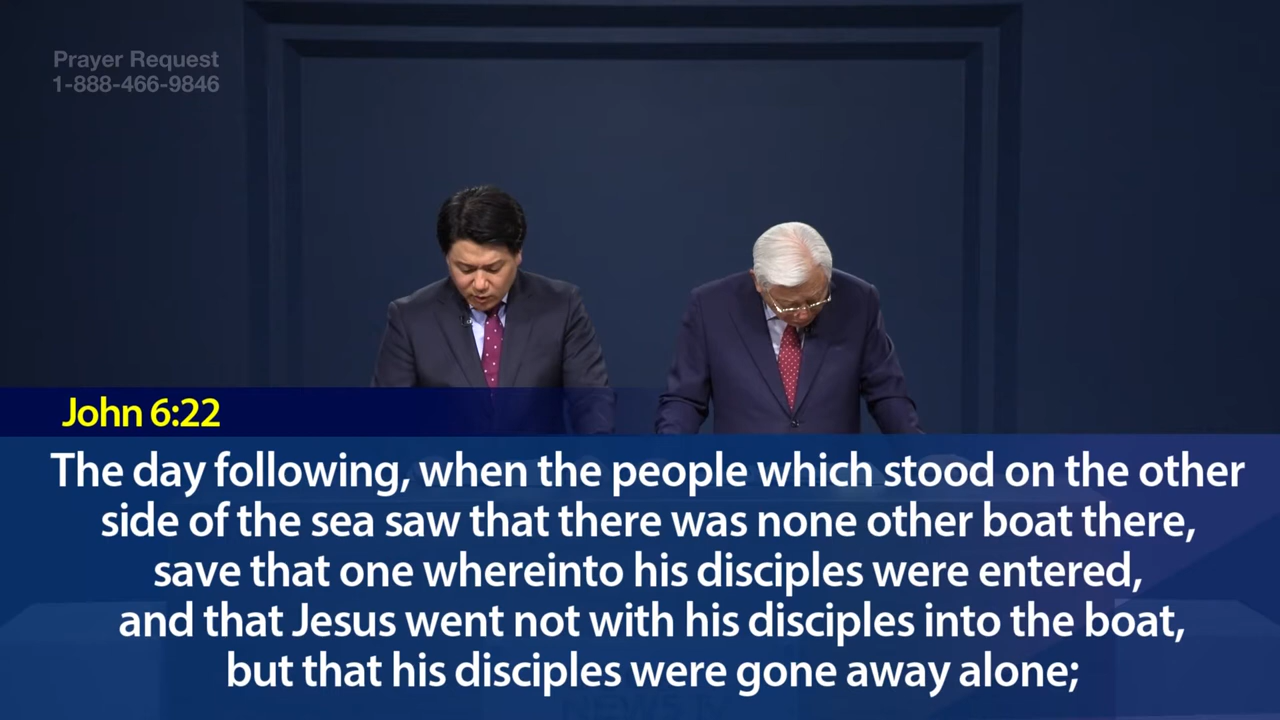 Prayer Request
1-888-466-9846
John 6:22
The day following, when the people which stood on the other
side of the sea saw that there was none other boat there,
save that one whereinto his disciples were entered,
and that Jesus went not with his disciples into the boat,
but that his disciples were gone away alone;